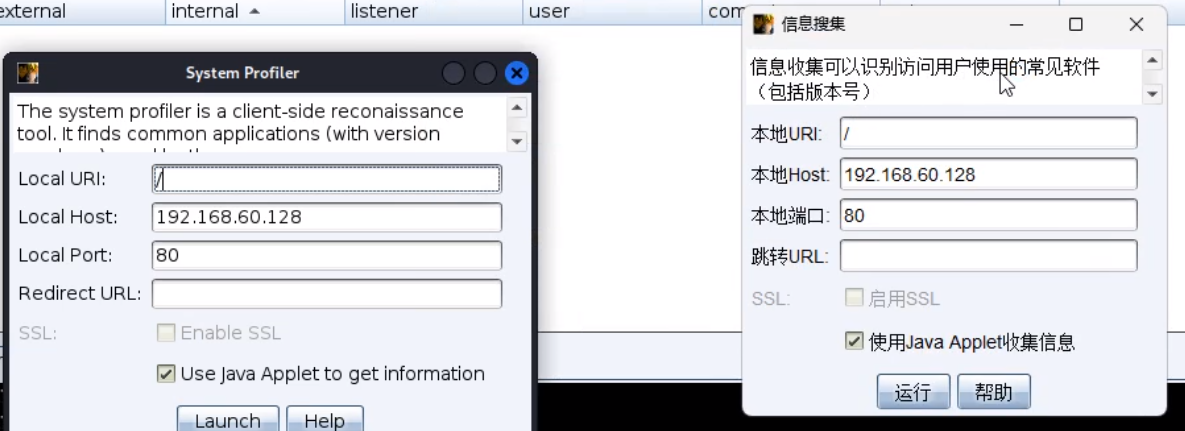 external internal listener user
System Profiler
The system profiler is a client-side reconaissance
tool. It finds common applications (with version
Local URI: /
Local Host: 192.168.60.128
Local Port: 80
Redirect URL:
SSL: Enable SSL
Use Java Applet to get information
Launch Help
信息搜集
信息收集可以识别访问用户使用的常见软件
（包括版本号）
本地URI: /
本地Host: 192.168.60.128
本地端口: 80
跳转URL:
SSL: 启用SSL
使用Java Applet收集信息
运行 帮助